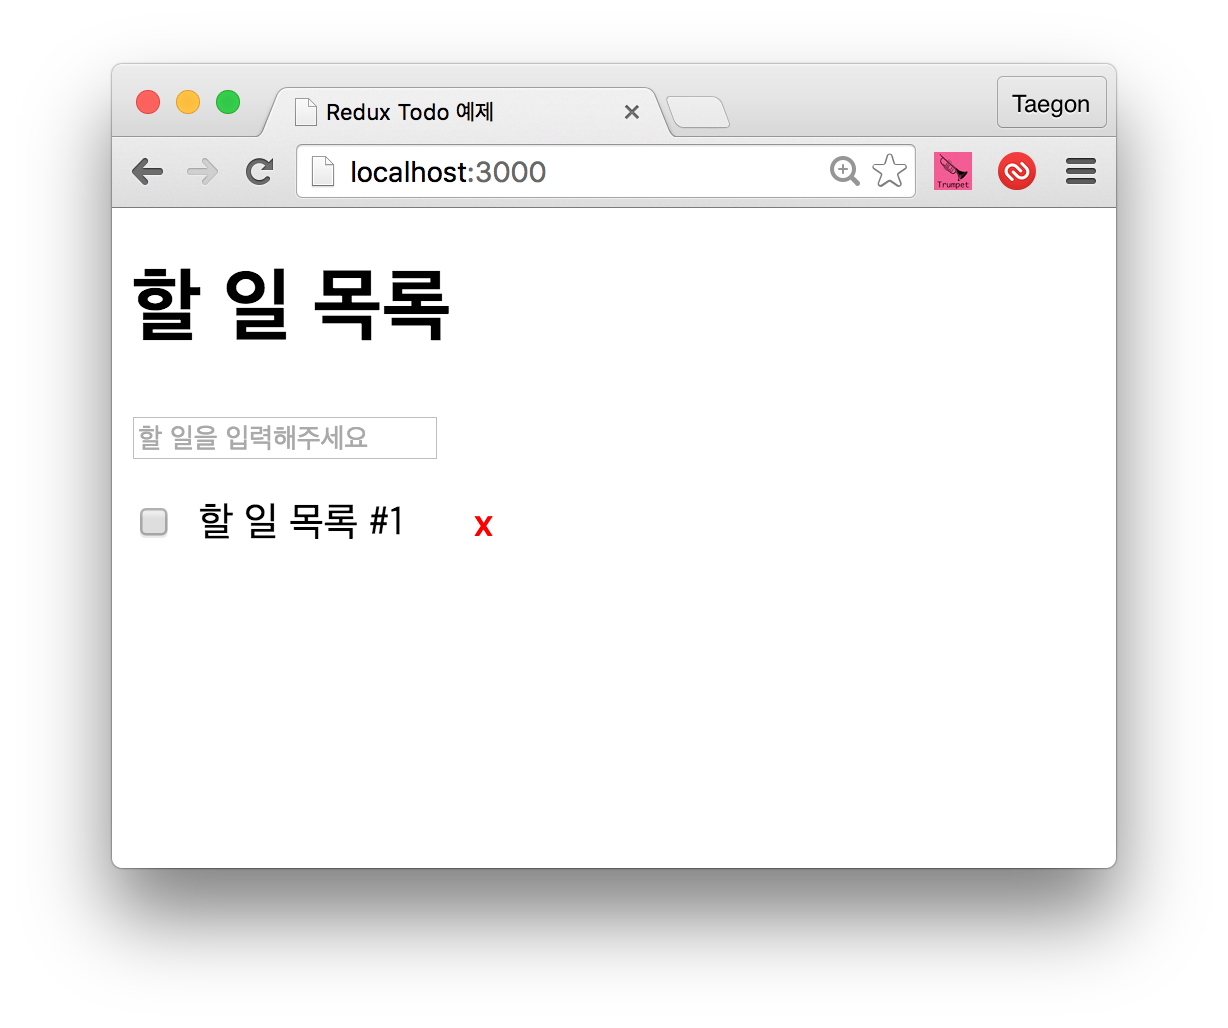 Redux Todo 예제
Taegon
localhost:3000
Trumpet
할 일 목록
할 일을 입력해주세요
할 일 목록 #1
x